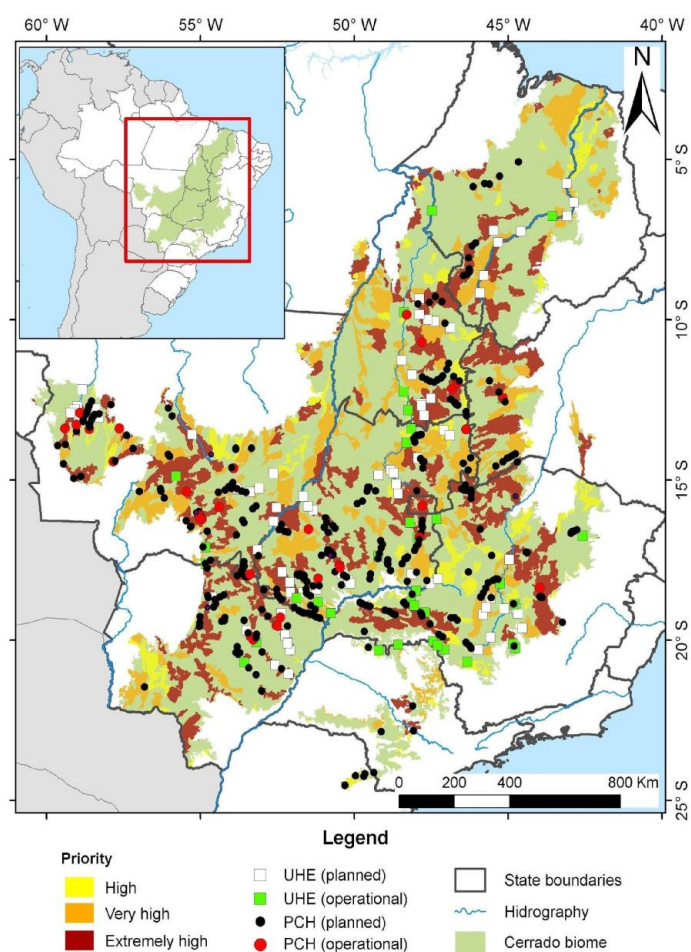 60° W 55° W 50° W 45° W 40° W
N
5°S
10°S
15°S
20°S
25°S
0 200 400 800 Km
Legend
Priority
High
Very high
Extremely high
UHE (planned)
UHE (operational)
PCH (planned)
PCH (operational)
State boundaries
Hidrography
Cerrado biome